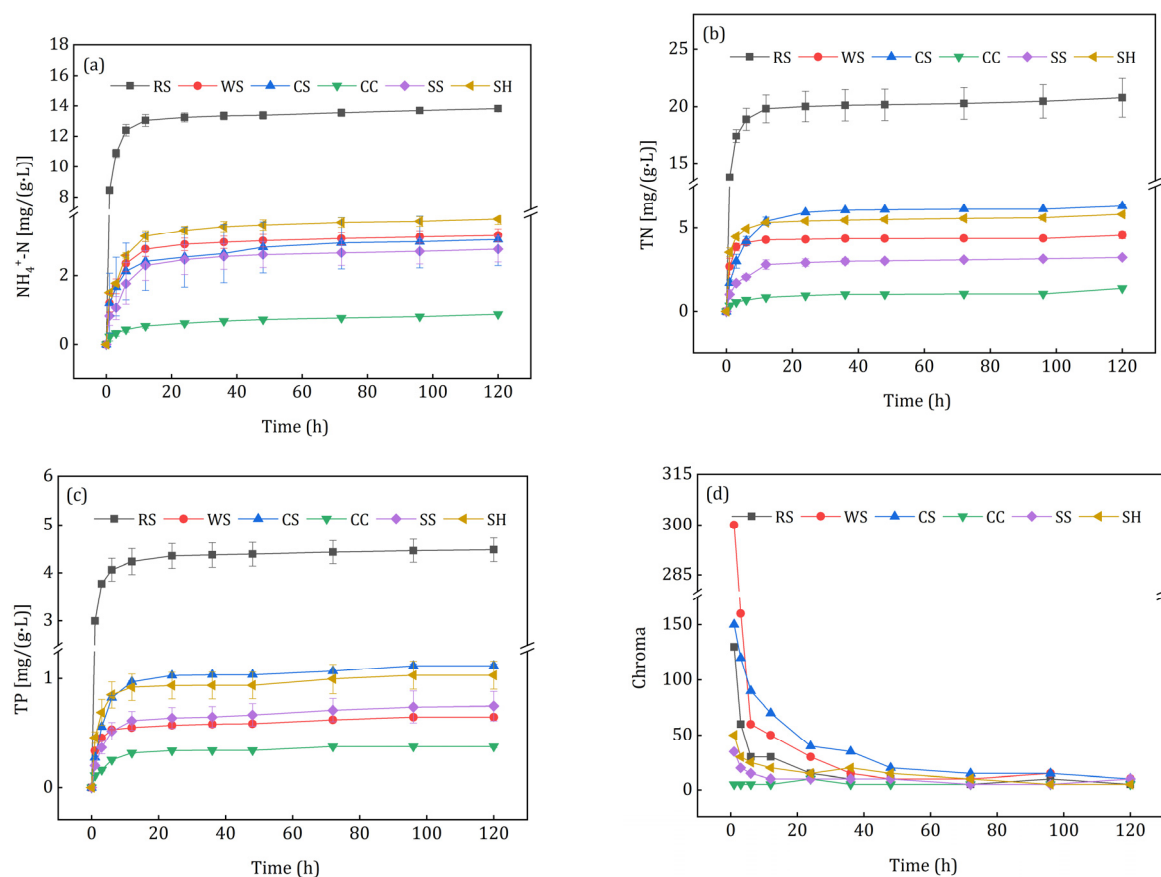 (a)
RS WS CS CC SS SH
NH₄⁺-N [mg/(g·L)]
18
16
14
12
10
8
2
0
0 20 40 60 80 100 120
Time (h)
(b)
RS WS CS CC SS SH
TN [mg/(g·L)]
25
20
15
5
0
0 20 40 60 80 100 120
Time (h)
(c)
RS WS CS CC SS SH
TP [mg/(g·L)]
6
5
4
3
1
0
0 20 40 60 80 100 120
Time (h)
(d)
RS WS CS CC SS SH
Chroma
315
300
285
150
100
50
0
0 20 40 60 80 100 120
Time (h)